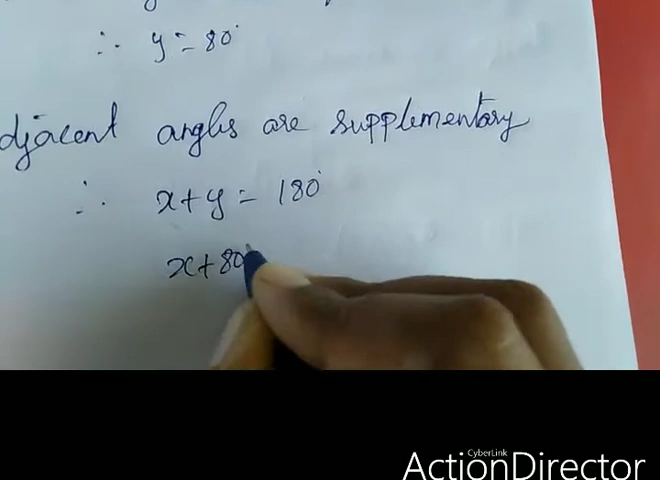 ∴ y = 80°
djacent angles are supplementary
∴ x + y = 180°
x + 80
CyberLink
ActionDirector